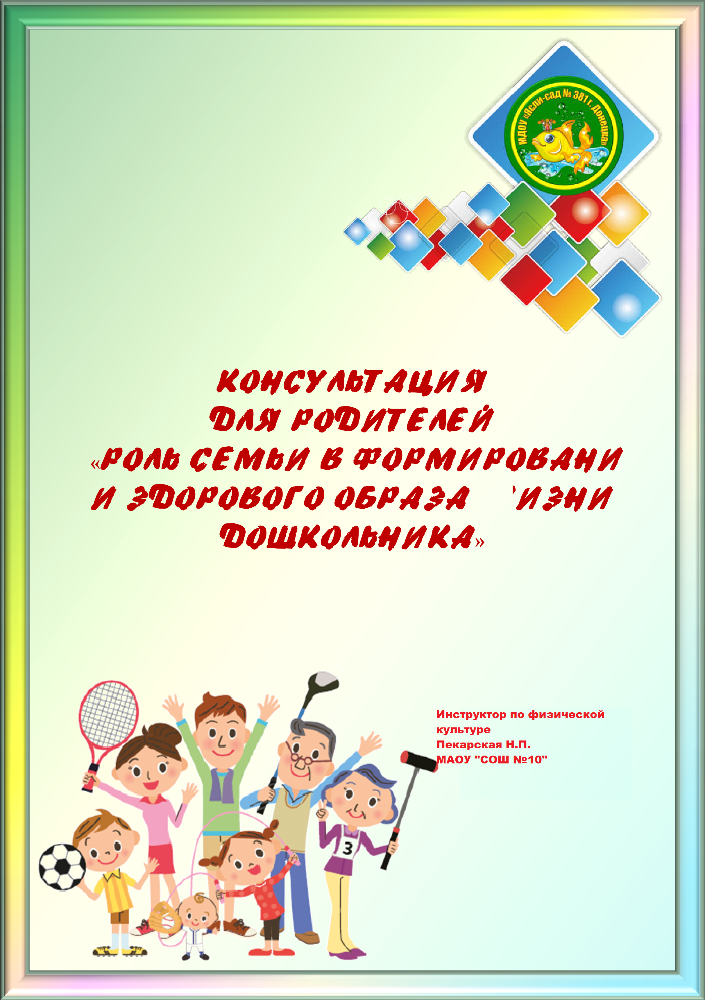 МДОУ «Ясли-сад № 381 г. Донецка»
КОНСУЛЬТАЦИЯ
ДЛЯ РОДИТЕЛЕЙ
«РОЛЬ СЕМЬИ В ФОРМИРОВАНИ
И ЗДОРОВОГО ОБРАЗА ИЗНИ
ДОШКОЛЬНИКА»
Инструктор по физической
культуре
Пекарская Н.П.
МАОУ "СОШ №10"
3